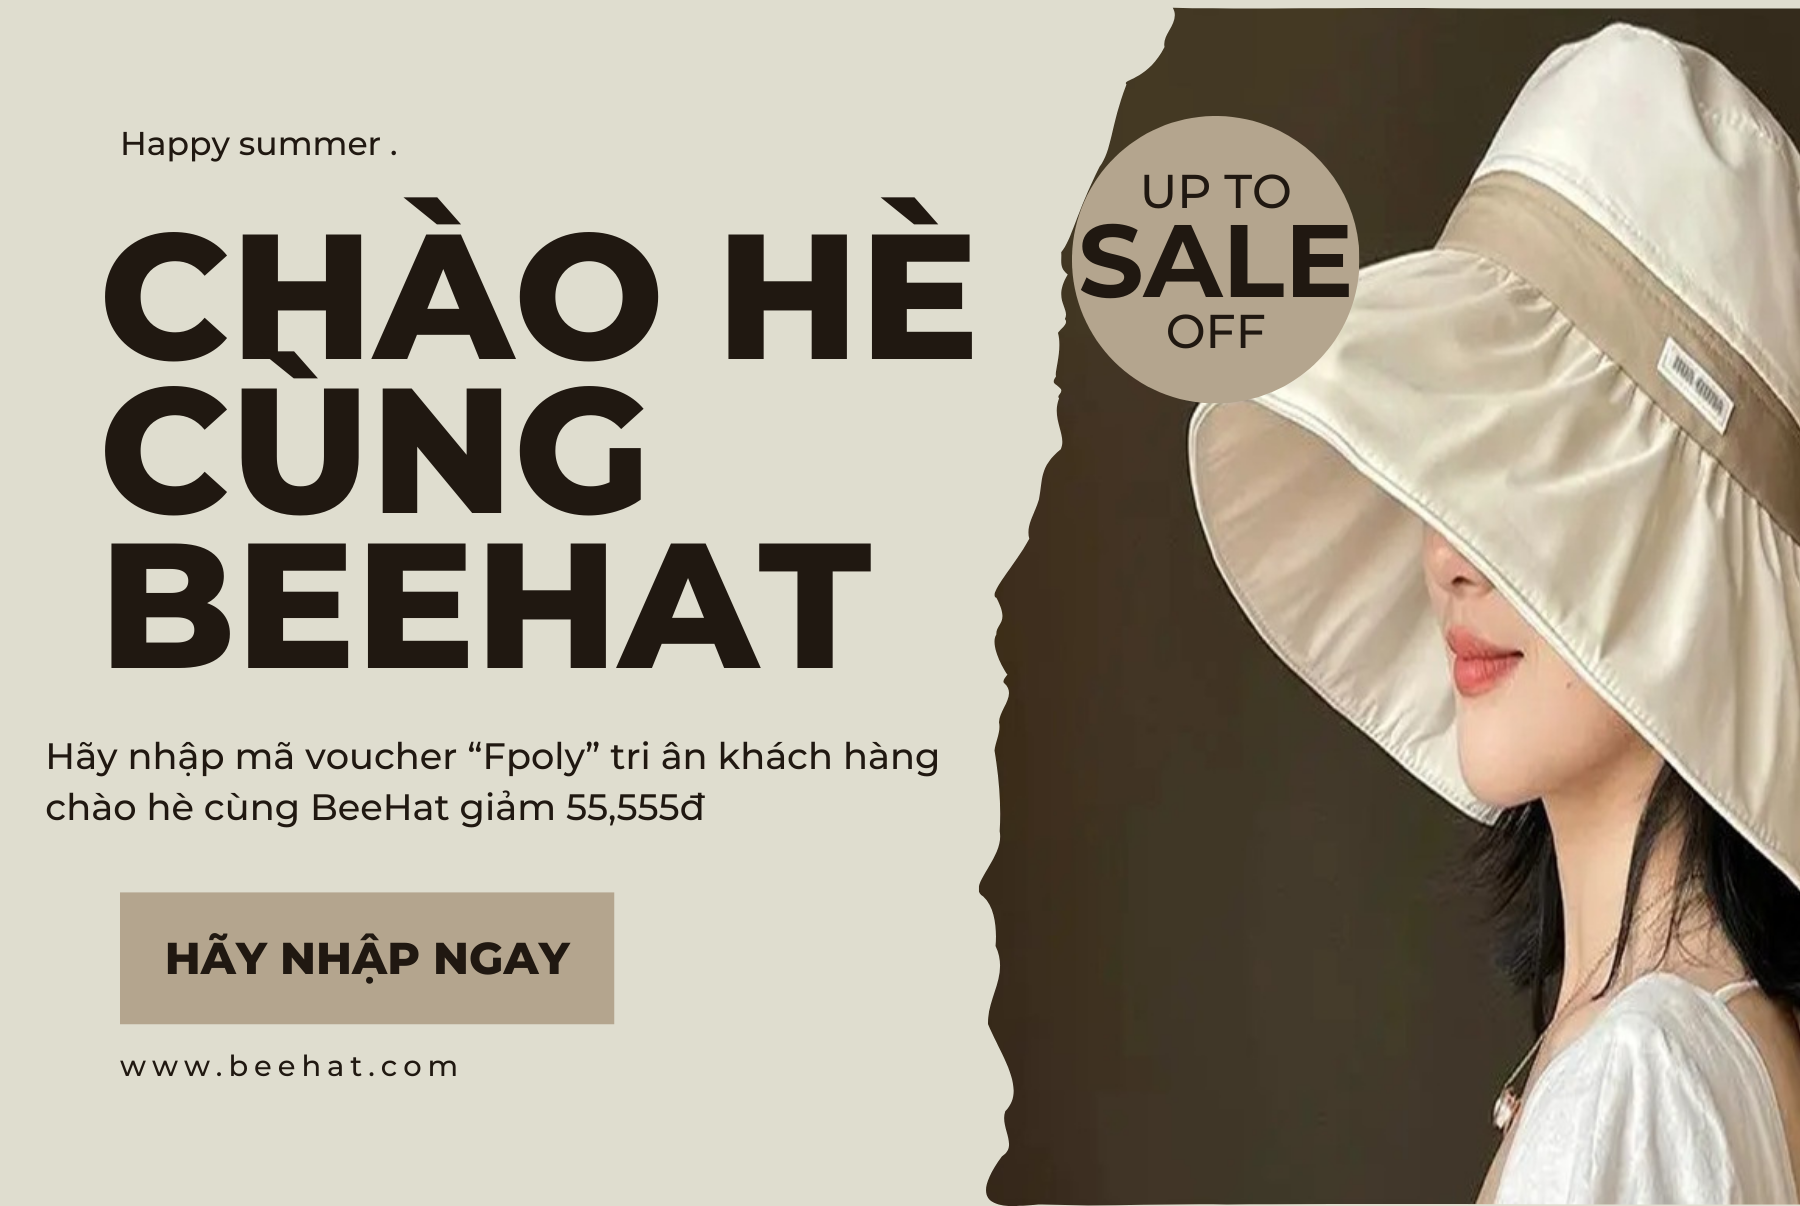 Happy summer .
CHÀO HÈ
CÙNG
BEEHAT
Hãy nhập mã voucher “Fpoly” tri ân khách hàng
chào hè cùng BeeHat giảm 55,555đ
HÃY NHẬP NGAY
www.beehat.com
UP TO
SALE
OFF